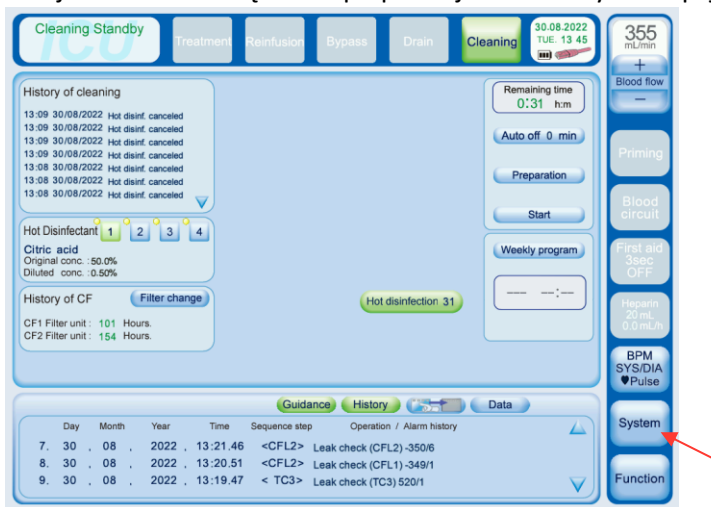 Cleaning Standby
ICU
Treatment
Reinfusion
Bypass
Drain
Cleaning
30.08.2022
TUE. 13 45
355
mL/min
+
Blood flow
−
History of cleaning
13:09 30/08/2022 Hot disinf. canceled
13:09 30/08/2022 Hot disinf. canceled
13:09 30/08/2022 Hot disinf. canceled
13:09 30/08/2022 Hot disinf. canceled
13:08 30/08/2022 Hot disinf. canceled
13:08 30/08/2022 Hot disinf. canceled
13:08 30/08/2022 Hot disinf. canceled
Remaining time
0:31 h:m
Auto off 0 min
Preparation
Start
Weekly program
--- --:--
Hot Disinfectant 1 2 3 4
Citric acid
Original conc. :50.0%
Diluted conc. :0.50%
History of CF
Filter change
CF1 Filter unit : 101 Hours.
CF2 Filter unit : 154 Hours.
Hot disinfection 31
Priming
Blood
circuit
First aid
3sec
OFF
Heparin
20 mL
0.0 mL/h
BPM
SYS/DIA
♥Pulse
System
Function
Guidance
History
Data
Day Month Year Time Sequence step Operation / Alarm history
7. 30 . 08 . 2022 . 13:21.46 <CFL2> Leak check (CFL2) -350/6
8. 30 . 08 . 2022 . 13:20.51 <CFL2> Leak check (CFL1) -349/1
9. 30 . 08 . 2022 . 13:19.47 < TC3> Leak check (TC3) 520/1